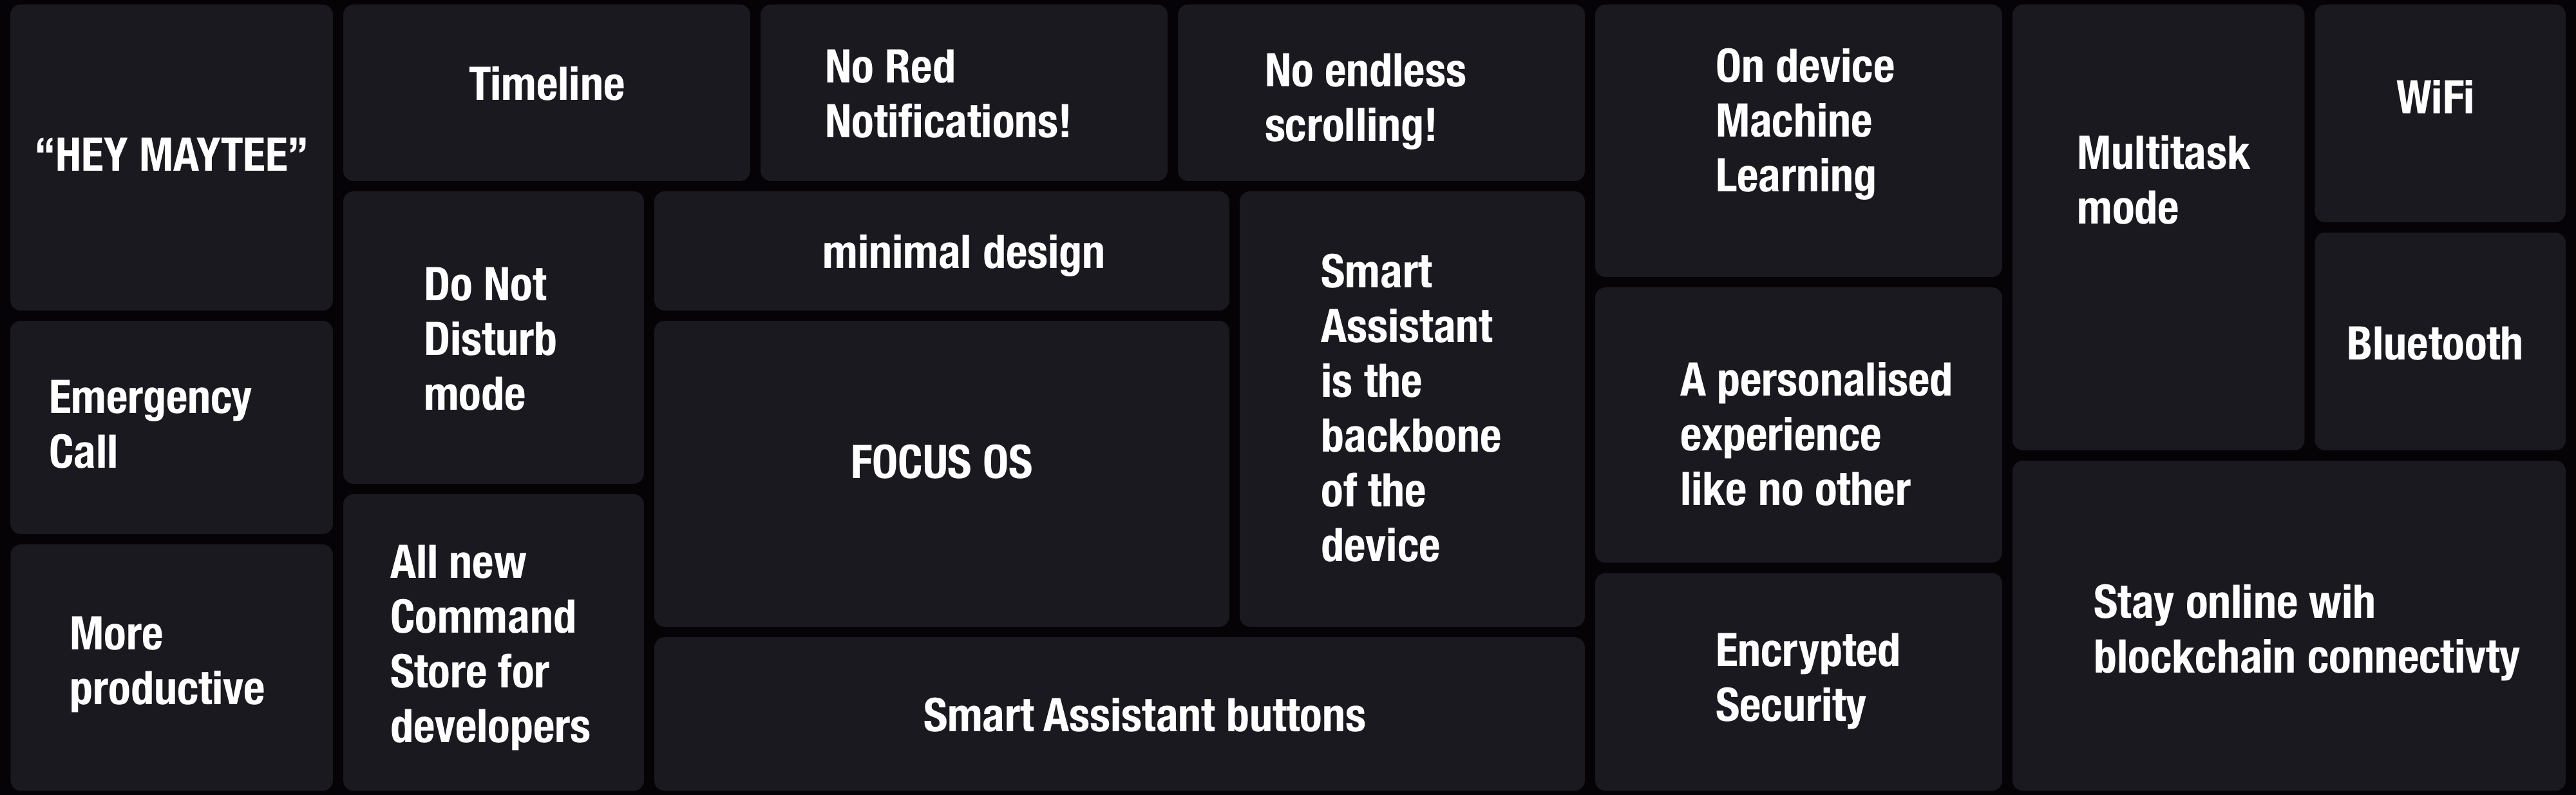 “HEY MAYTEE”
Timeline
No Red
Notifications!
No endless
scrolling!
On device
Machine
Learning
Multitask
mode
WiFi
Do Not
Disturb
mode
minimal design
Smart
Assistant
is the
backbone
of the
device
Bluetooth
Emergency
Call
FOCUS OS
A personalised
experience
like no other
More
productive
All new
Command
Store for
developers
Smart Assistant buttons
Encrypted
Security
Stay online wih
blockchain connectivty